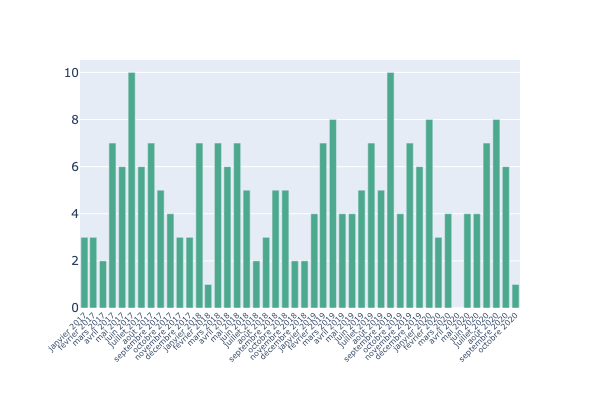 10
8
6
4
2
0
janvier 2017
février 2017
mars 2017
avril 2017
mai 2017
juin 2017
juillet 2017
août 2017
septembre 2017
octobre 2017
novembre 2017
décembre 2017
janvier 2018
février 2018
mars 2018
avril 2018
mai 2018
juin 2018
juillet 2018
août 2018
septembre 2018
octobre 2018
novembre 2018
décembre 2018
janvier 2019
février 2019
mars 2019
avril 2019
mai 2019
juin 2019
juillet 2019
août 2019
septembre 2019
octobre 2019
novembre 2019
décembre 2019
janvier 2020
février 2020
mars 2020
avril 2020
mai 2020
juin 2020
juillet 2020
août 2020
septembre 2020
octobre 2020